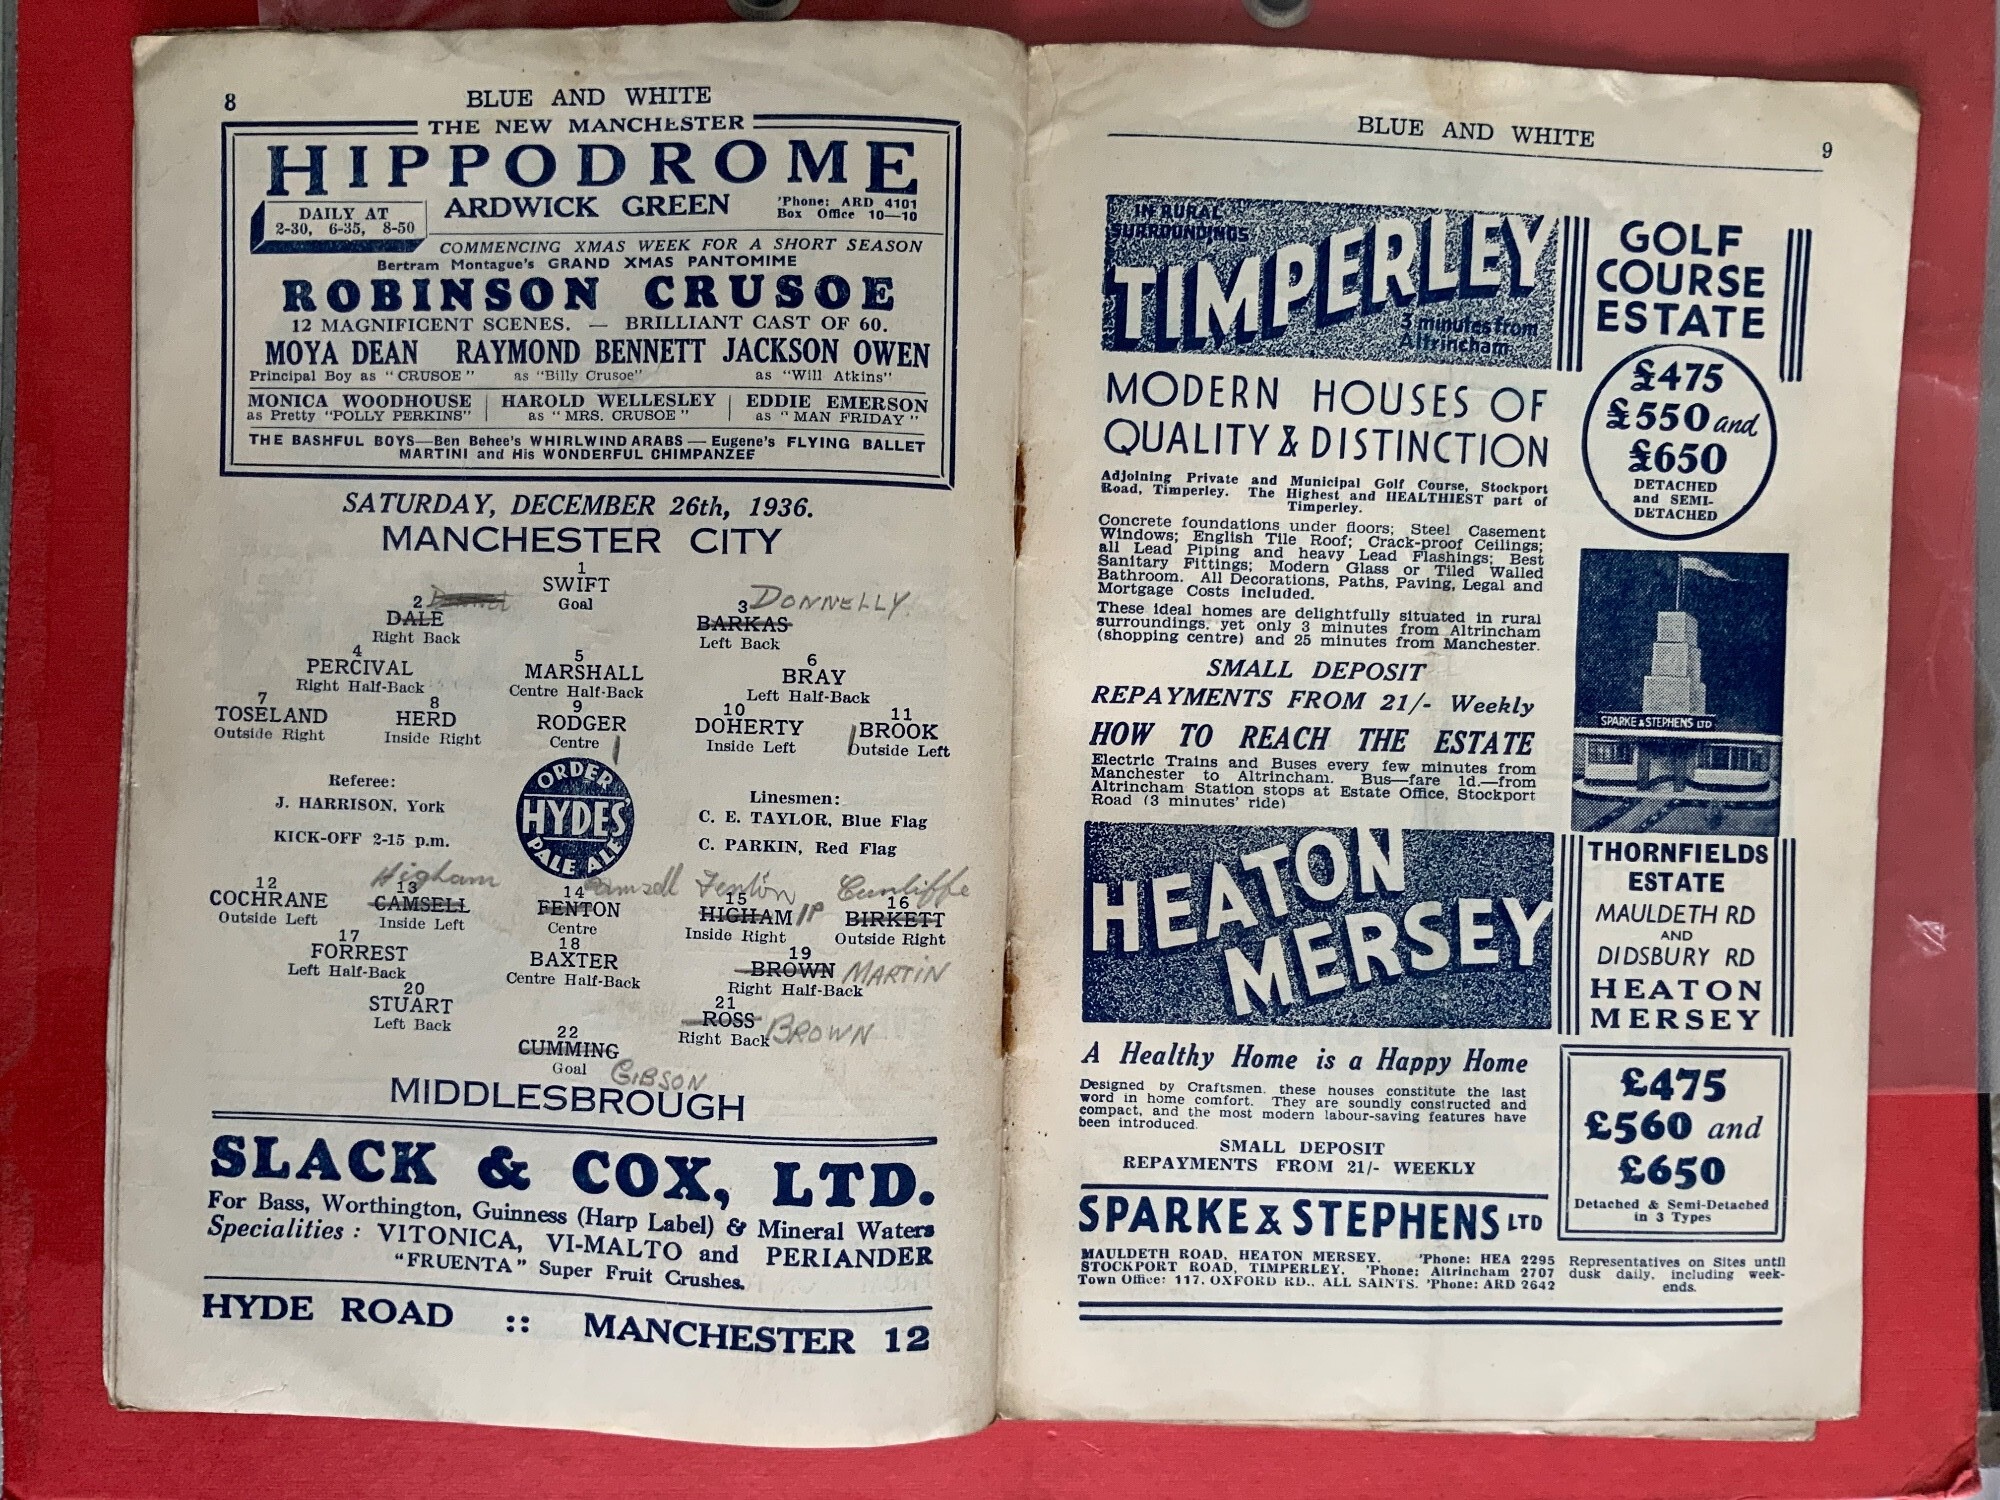 8
BLUE AND WHITE
THE NEW MANCHESTER
HIPPODROME
DAILY AT
2-30, 6-35, 8-50
ARDWICK GREEN
'Phone: ARD 4101
Box Office 10—10
COMMENCING XMAS WEEK FOR A SHORT SEASON
Bertram Montague's GRAND XMAS PANTOMIME
ROBINSON CRUSOE
12 MAGNIFICENT SCENES. — BRILLIANT CAST OF 60.
MOYA DEAN RAYMOND BENNETT JACKSON OWEN
Principal Boy as "CRUSOE" as "Billy Crusoe" as "Will Atkins"
MONICA WOODHOUSE HAROLD WELLESLEY EDDIE EMERSON
as Pretty "POLLY PERKINS" as "MRS. CRUSOE" as "MAN FRIDAY"
THE BASHFUL BOYS—Ben Behee's WHIRLWIND ARABS — Eugene's FLYING BALLET
MARTINI and His WONDERFUL CHIMPANZEE
SATURDAY, DECEMBER 26th, 1936.
MANCHESTER CITY
1
SWIFT
Goal
2 3 DONNELLY
DALE BARKAS
Right Back Left Back
4 5 6
PERCIVAL MARSHALL BRAY
Right Half-Back Centre Half-Back Left Half-Back
7 8 9 10 11
TOSELAND HERD RODGER DOHERTY BROOK
Outside Right Inside Right Centre Inside Left Outside Left
Referee:
J. HARRISON, York
KICK-OFF 2-15 p.m.
ORDER
HYDES'
PALE ALE
Linesmen:
C. E. TAYLOR, Blue Flag
C. PARKIN, Red Flag
Higham Camsell Fenton Cunliffe
12 13 14 15 16
COCHRANE CAMSELL FENTON HIGHAM 1P BIRKETT
Outside Left Inside Left Centre Inside Right Outside Right
17 18 19
FORREST BAXTER BROWN MARTIN
Left Half-Back Centre Half-Back Right Half-Back
20 21
STUART ROSS BROWN
Left Back Right Back
22
CUMMING
Goal GIBSON
MIDDLESBROUGH
SLACK & COX, LTD.
For Bass, Worthington, Guinness (Harp Label) & Mineral Waters
Specialities : VITONICA, VI-MALTO and PERIANDER
"FRUENTA" Super Fruit Crushes.
HYDE ROAD :: MANCHESTER 12
BLUE AND WHITE
9
IN RURAL
SURROUNDINGS
TIMPERLEY
3 minutes from
Altrincham
GOLF
COURSE
ESTATE
£475
£550 and
£650
DETACHED
and SEMI-
DETACHED
MODERN HOUSES OF
QUALITY & DISTINCTION
Adjoining Private and Municipal Golf Course, Stockport
Road, Timperley. The Highest and HEALTHIEST part of
Timperley.
Concrete foundations under floors; Steel Casement
Windows; English Tile Roof; Crack-proof Ceilings;
all Lead Piping and heavy Lead Flashings; Best
Sanitary Fittings; Modern Glass or Tiled Walled
Bathroom. All Decorations, Paths, Paving, Legal and
Mortgage Costs included.
These ideal homes are delightfully situated in rural
surroundings, yet only 3 minutes from Altrincham
(shopping centre) and 25 minutes from Manchester.
SMALL DEPOSIT
REPAYMENTS FROM 21/- Weekly
HOW TO REACH THE ESTATE
Electric Trains and Buses every few minutes from
Manchester to Altrincham. Bus—fare 1d.—from
Altrincham Station stops at Estate Office, Stockport
Road (3 minutes' ride)
SPARKE & STEPHENS LTD
HEATON
MERSEY
THORNFIELDS
ESTATE
MAULDETH RD
AND
DIDSBURY RD
HEATON
MERSEY
A Healthy Home is a Happy Home
Designed by Craftsmen, these houses constitute the last
word in home comfort. They are soundly constructed and
compact, and the most modern labour-saving features have
been introduced.
SMALL DEPOSIT
REPAYMENTS FROM 21/- WEEKLY
£475
£560 and
£650
Detached & Semi-Detached
in 3 Types
SPARKE & STEPHENS LTD
MAULDETH ROAD, HEATON MERSEY. 'Phone: HEA 2295
STOCKPORT ROAD, TIMPERLEY. 'Phone: Altrincham 2707
Town Office: 117, OXFORD RD., ALL SAINTS. 'Phone: ARD 2642
Representatives on Sites until
dusk daily, including week-
ends.